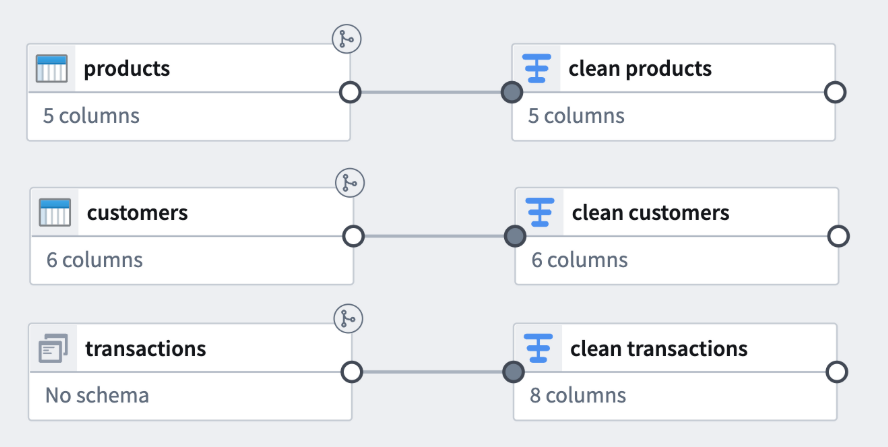 products
5 columns
clean products
5 columns
customers
6 columns
clean customers
6 columns
transactions
No schema
clean transactions
8 columns